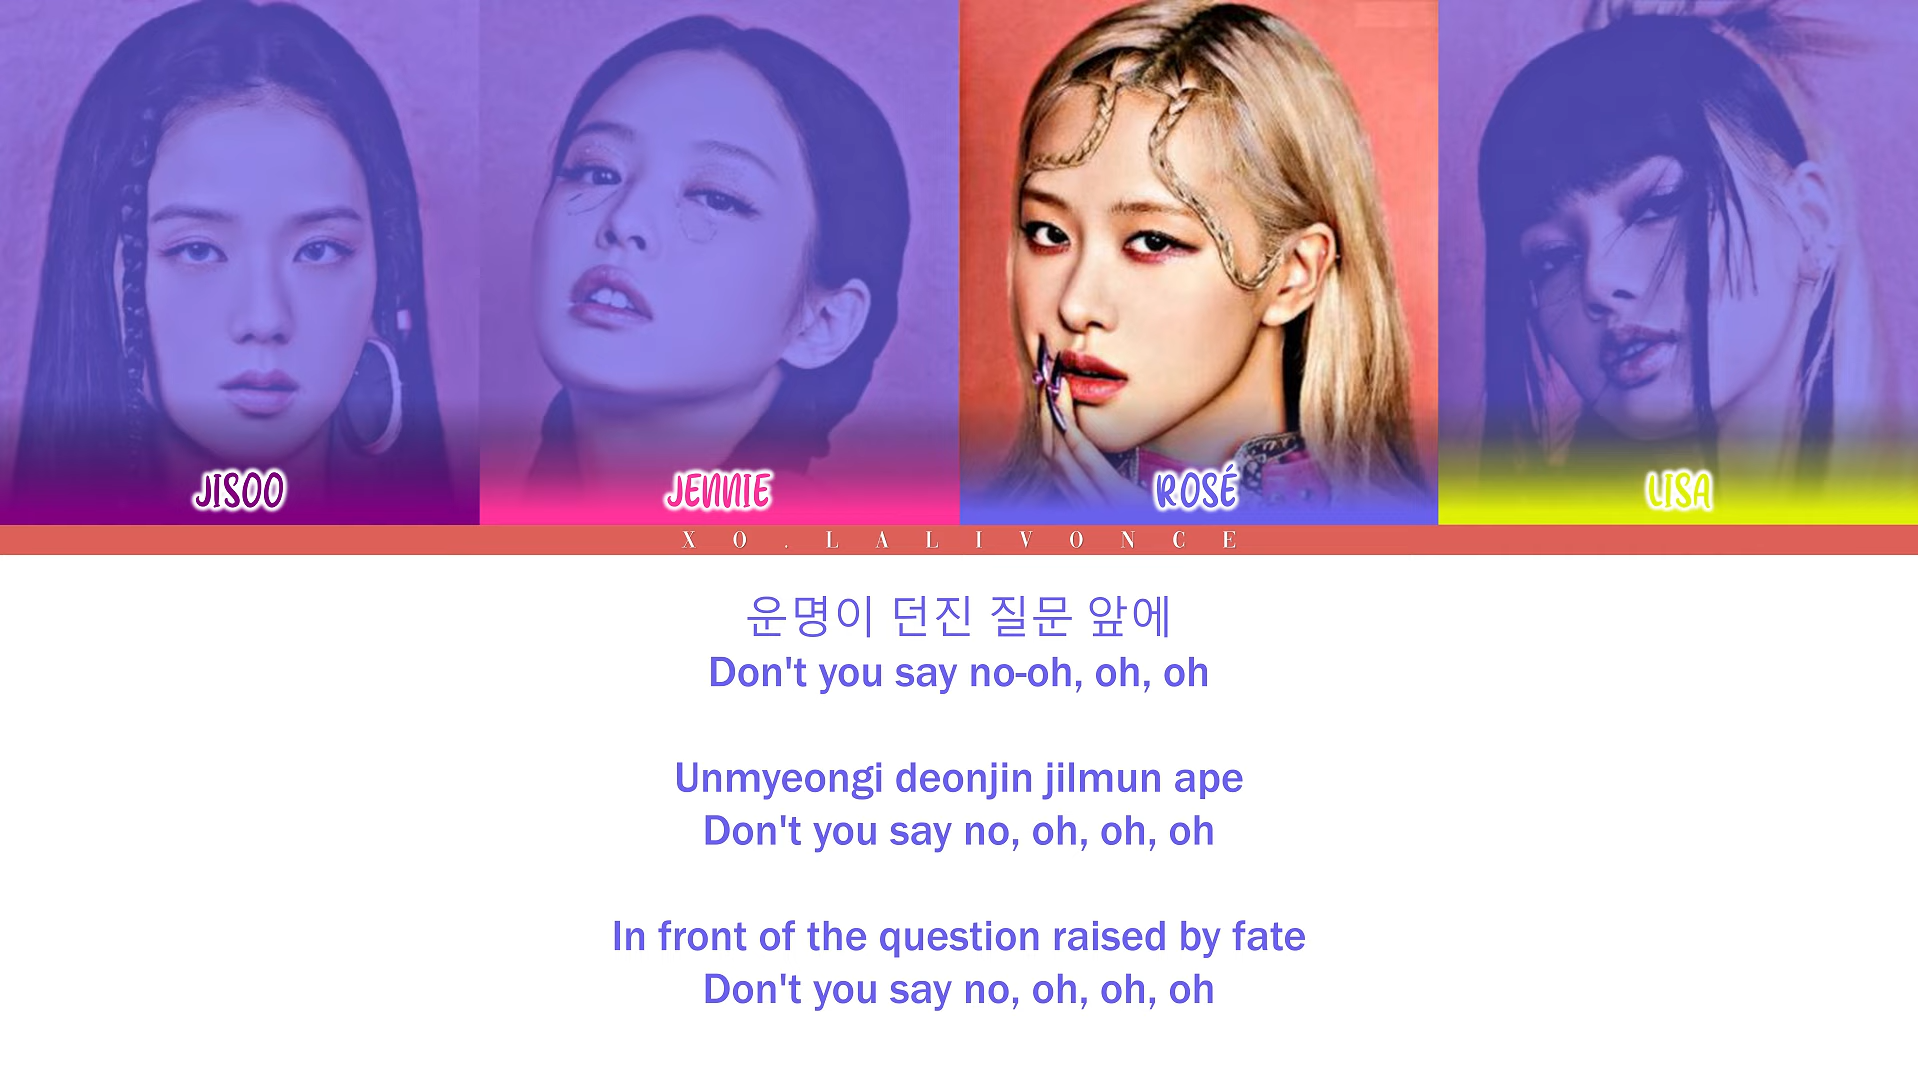 JISOO
JENNIE
ROSÉ
LISA
XO.LALIVONCE
운명이 던진 질문 앞에
Don't you say no-oh, oh, oh
Unmyeongi deonjin jilmun ape
Don't you say no, oh, oh, oh
In front of the question raised by fate
Don't you say no, oh, oh, oh